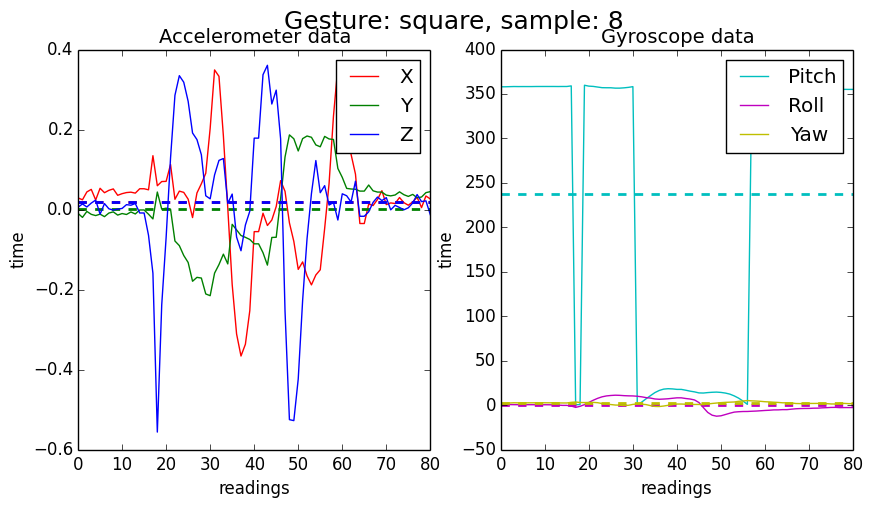 Gesture: square, sample: 8
Accelerometer data
0.4
0.2
0.0
−0.2
−0.4
−0.6
time
X
Y
Z
0 10 20 30 40 50 60 70 80
readings
Gyroscope data
400
350
300
250
200
150
100
50
0
−50
time
Pitch
Roll
Yaw
0 10 20 30 40 50 60 70 80
readings